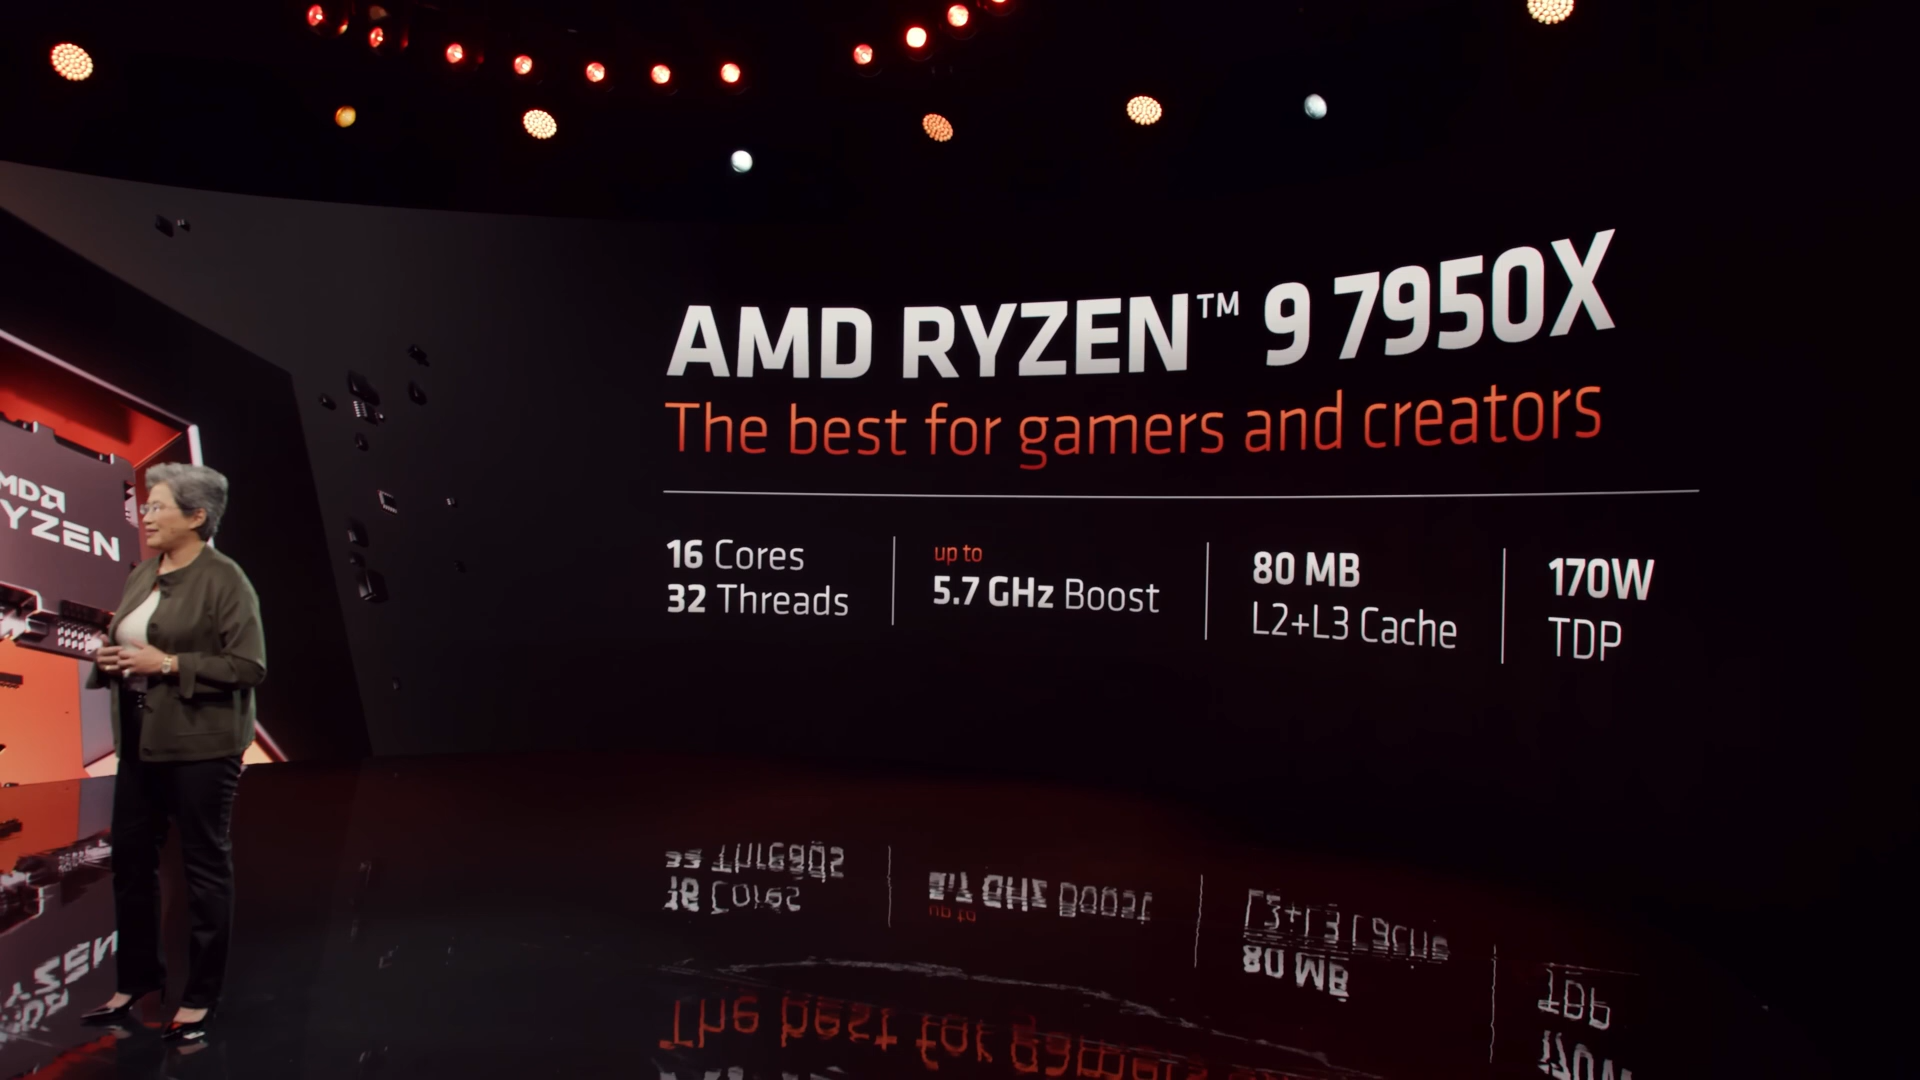 AMD RYZEN™ 9 7950X
The best for gamers and creators
16 Cores
32 Threads
up to
5.7 GHz Boost
80 MB
L2+L3 Cache
170W
TDP
AMD
RYZEN